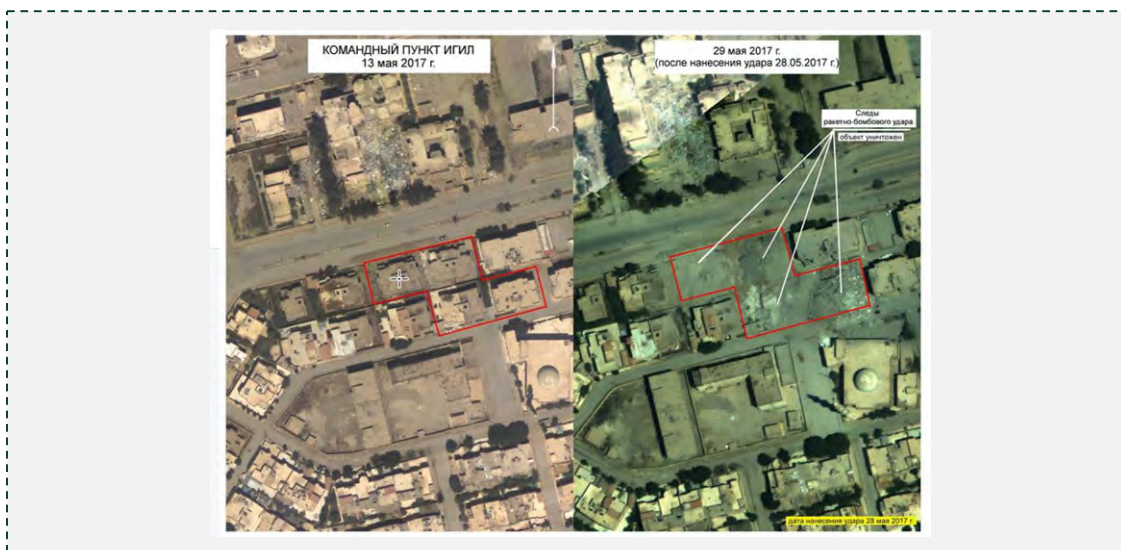 КОМАНДНЫЙ ПУНКТ ИГИЛ
13 мая 2017 г.
29 мая 2017 г.
(после нанесения удара 28.05.2017 г.)
Следы
ракетно-бомбового удара
объект уничтожен
дата нанесения удара 28 мая 2017 г.